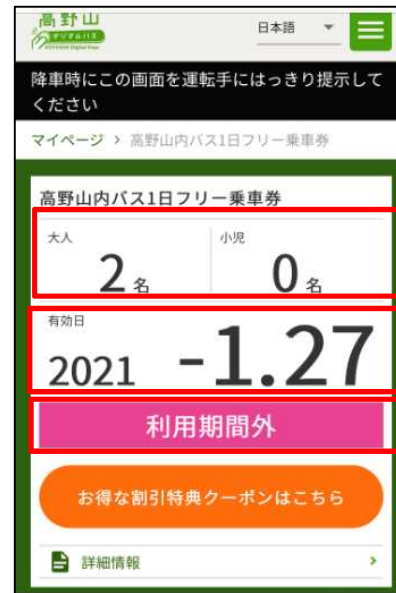 高野山
デジタルパス
日本語
降車時にこの画面を運転手にはっきり提示して
ください
マイページ > 高野山内バス1日フリー乗車券
高野山内バス1日フリー乗車券
大人 小児
2名 0名
有効日
2021 -1.27
利用期間外
お得な割引特典クーポンはこちら
詳細情報 >